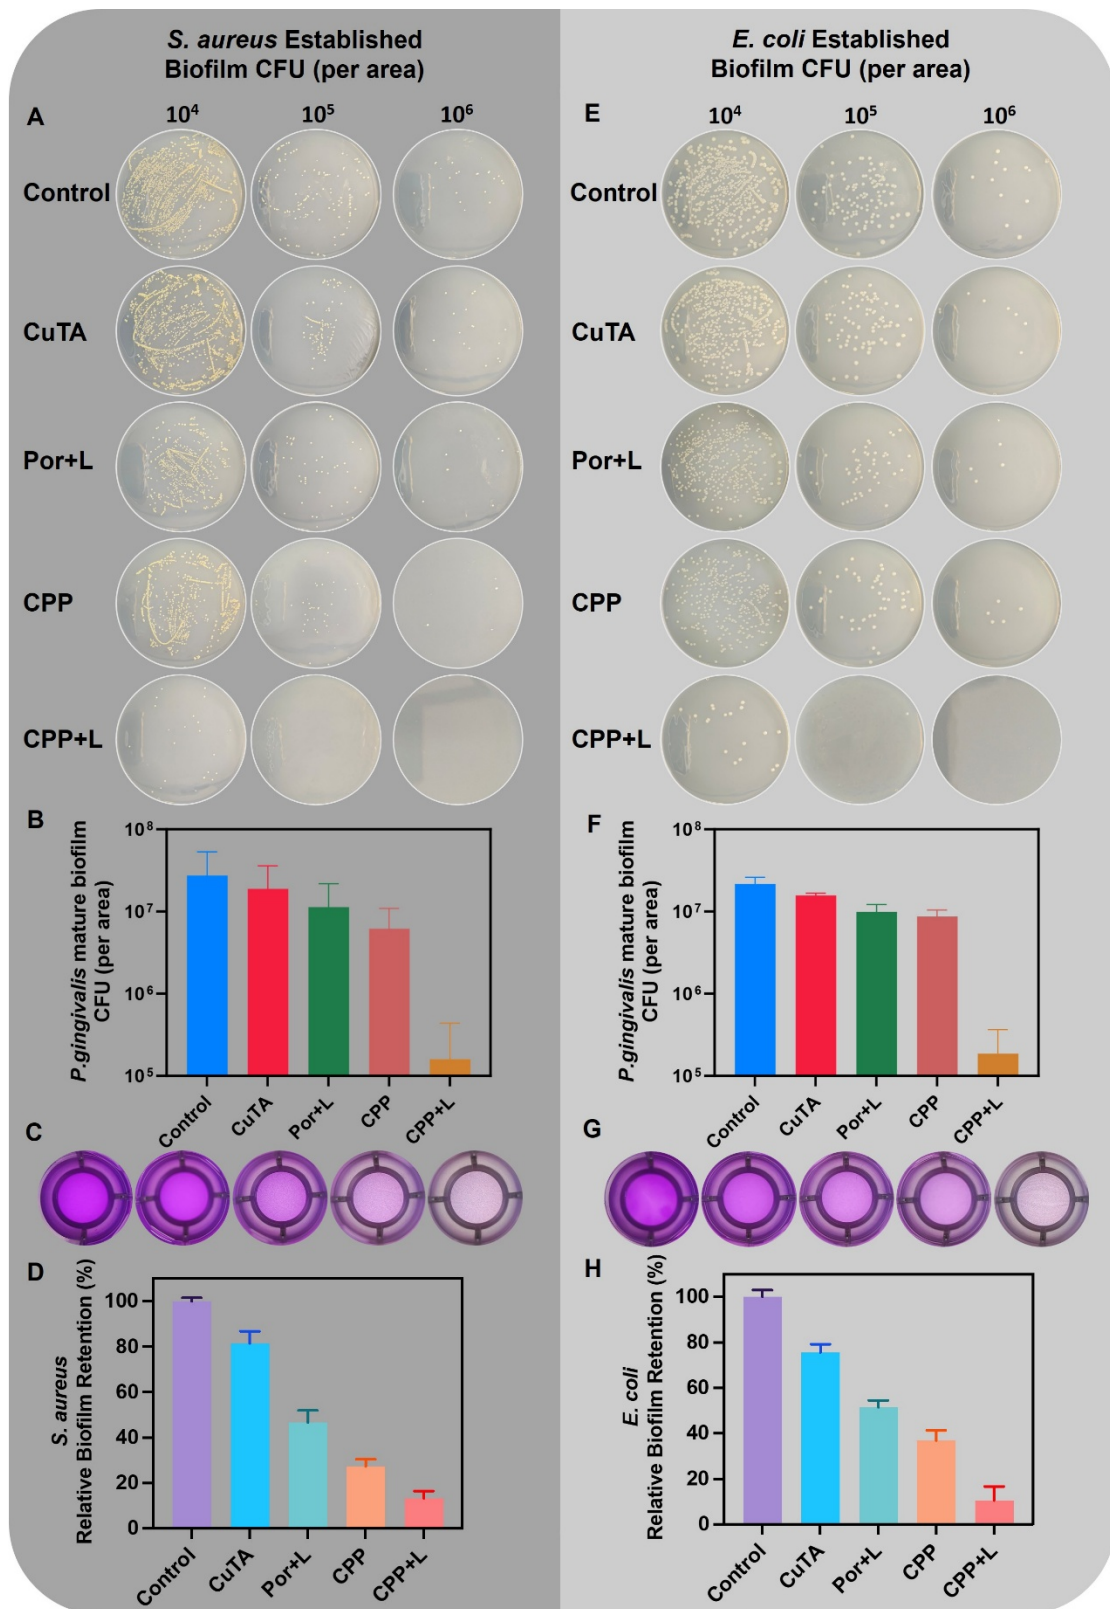 S. aureus Established
Biofilm CFU (per area)
A
10⁴ 10⁵ 10⁶
Control
CuTA
Por+L
CPP
CPP+L
B
P.gingivalis mature biofilm
CFU (per area)
10⁸
10⁷
10⁶
10⁵
Control CuTA Por+L CPP CPP+L
C
D
S. aureus
Relative Biofilm Retention (%)
100
80
60
40
20
0
Control CuTA Por+L CPP CPP+L
E. coli Established
Biofilm CFU (per area)
E
10⁴ 10⁵ 10⁶
Control
CuTA
Por+L
CPP
CPP+L
F
P.gingivalis mature biofilm
CFU (per area)
10⁸
10⁷
10⁶
10⁵
Control CuTA Por+L CPP CPP+L
G
H
E. coli
Relative Biofilm Retention (%)
100
80
60
40
20
0
Control CuTA Por+L CPP CPP+L